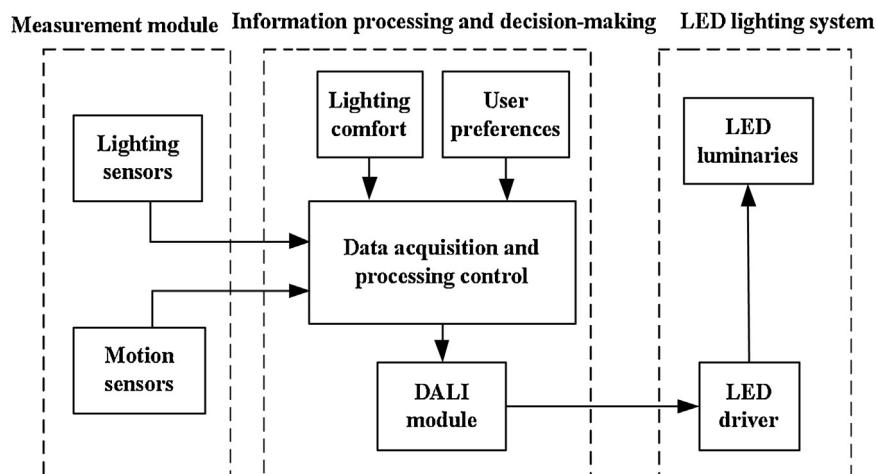 Measurement module
Information processing and decision-making
LED lighting system
Lighting
sensors
Motion
sensors
Lighting
comfort
User
preferences
Data acquisition and
processing control
DALI
module
LED
luminaries
LED
driver